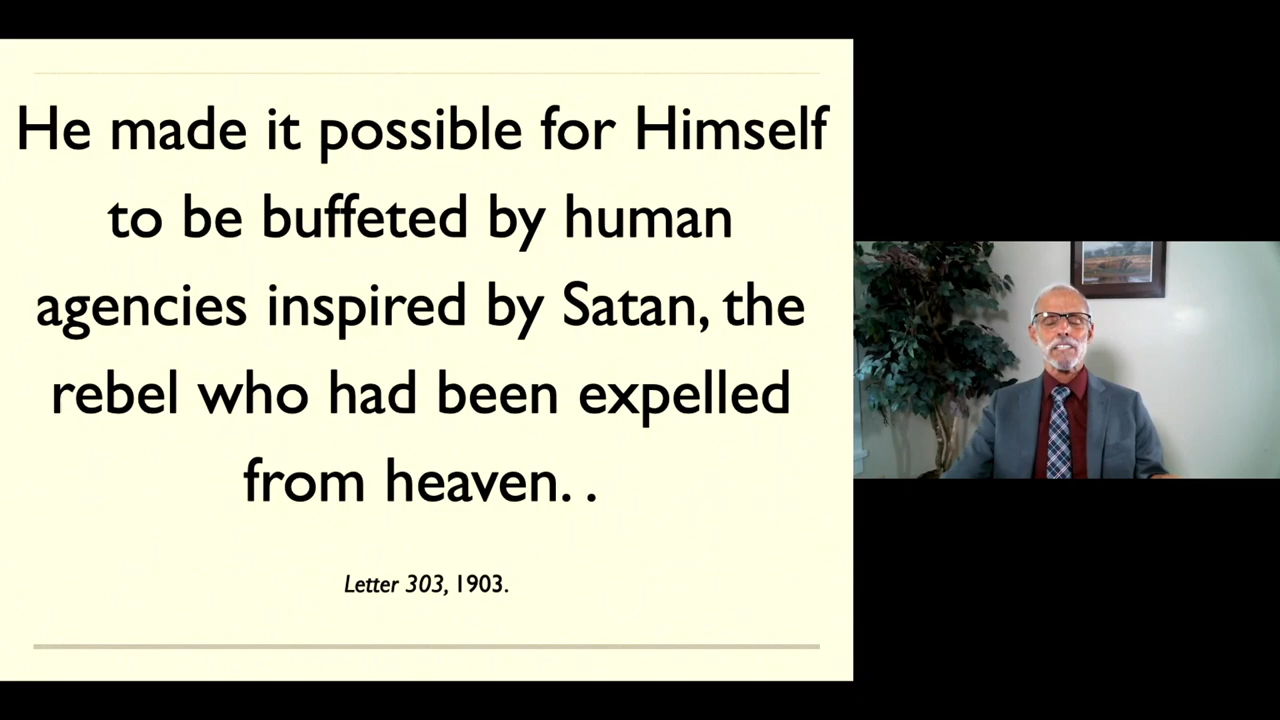 He made it possible for Himself
to be buffeted by human
agencies inspired by Satan, the
rebel who had been expelled
from heaven. .
Letter 303, 1903.